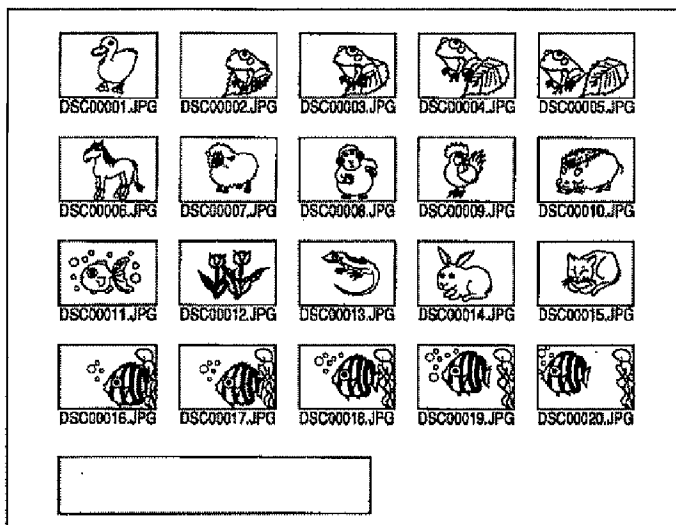 DSC00001.JPG DSC00002.JPG DSC00003.JPG DSC00004.JPG DSC00005.JPG
DSC00006.JPG DSC00007.JPG DSC00008.JPG DSC00009.JPG DSC00010.JPG
DSC00011.JPG DSC00012.JPG DSC00013.JPG DSC00014.JPG DSC00015.JPG
DSC00016.JPG DSC00017.JPG DSC00018.JPG DSC00019.JPG DSC00020.JPG